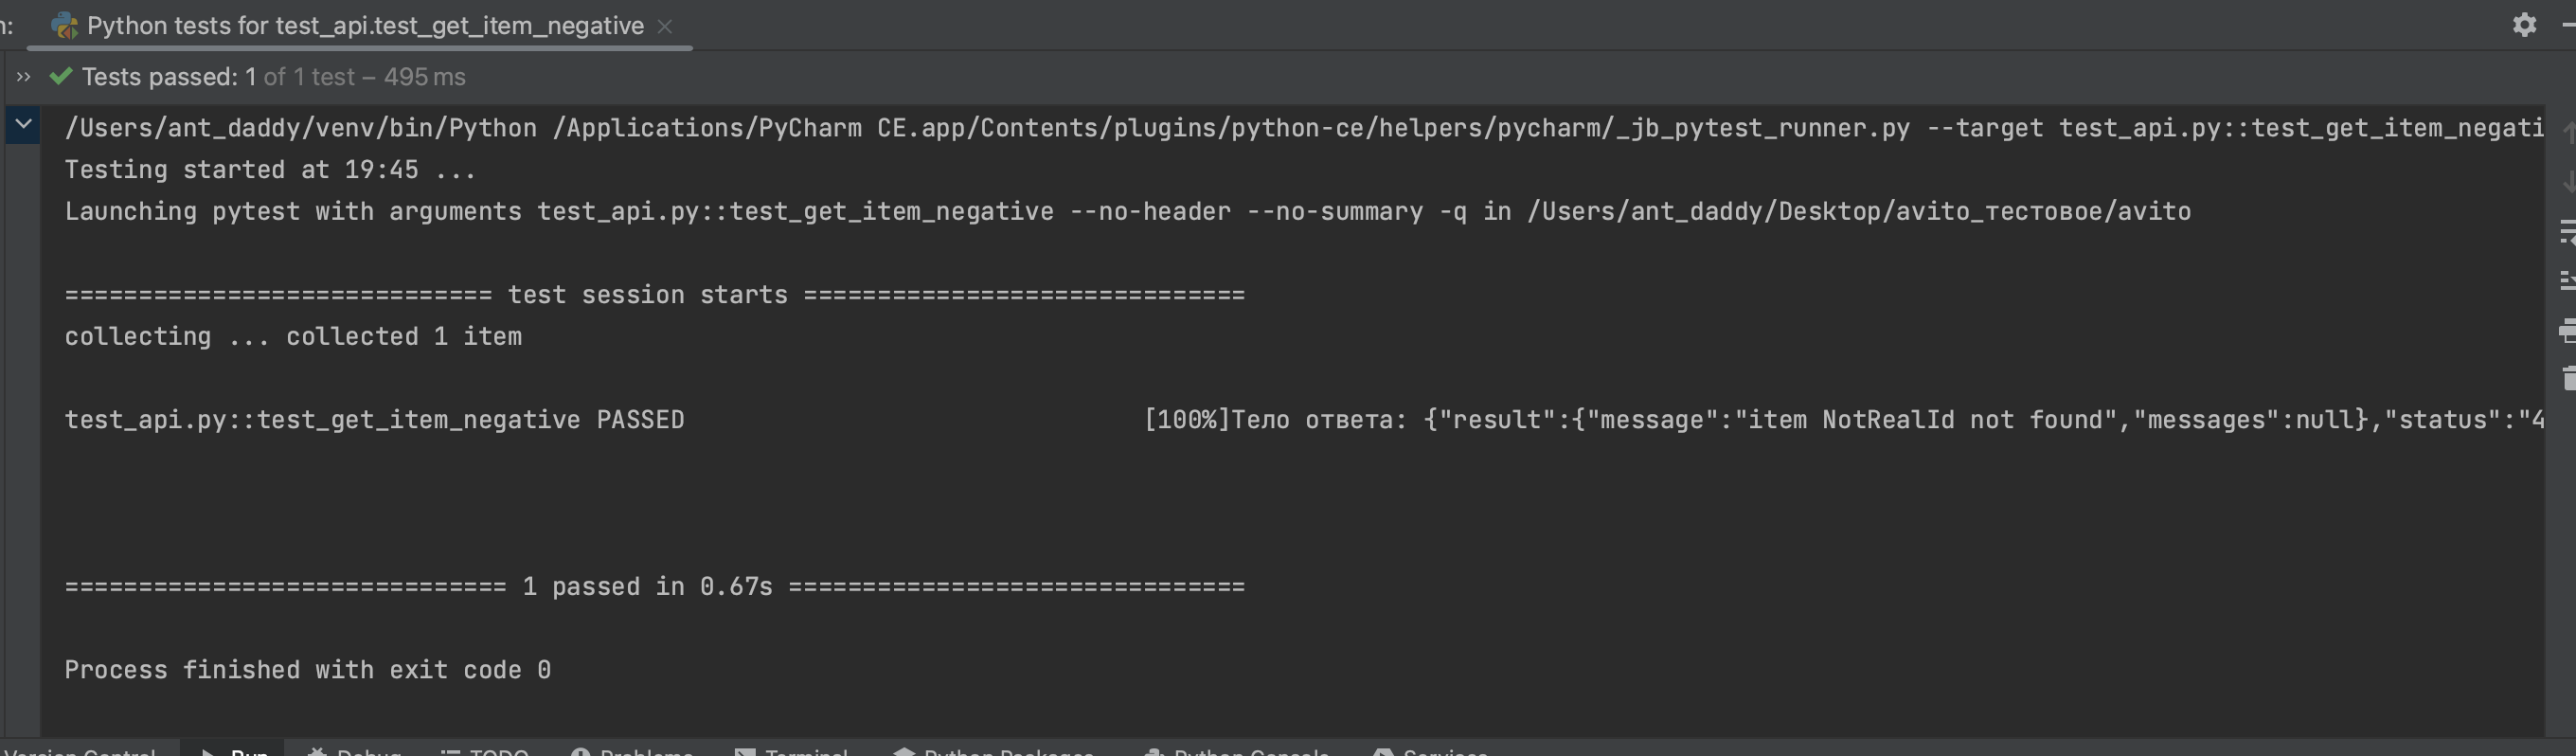 Python tests for test_api.test_get_item_negative
Tests passed: 1 of 1 test – 495 ms
/Users/ant_daddy/venv/bin/Python /Applications/PyCharm CE.app/Contents/plugins/python-ce/helpers/pycharm/_jb_pytest_runner.py --target test_api.py::test_get_item_negati
Testing started at 19:45 ...
Launching pytest with arguments test_api.py::test_get_item_negative --no-header --no-summary -q in /Users/ant_daddy/Desktop/avito_тестовое/avito
============================= test session starts ==============================
collecting ... collected 1 item
test_api.py::test_get_item_negative PASSED [100%]Тело ответа: {"result":{"message":"item NotRealId not found","messages":null},"status":"4
============================== 1 passed in 0.67s ===============================
Process finished with exit code 0
Version Control Run Debug TODO Problems Terminal Python Packages Python Console Services